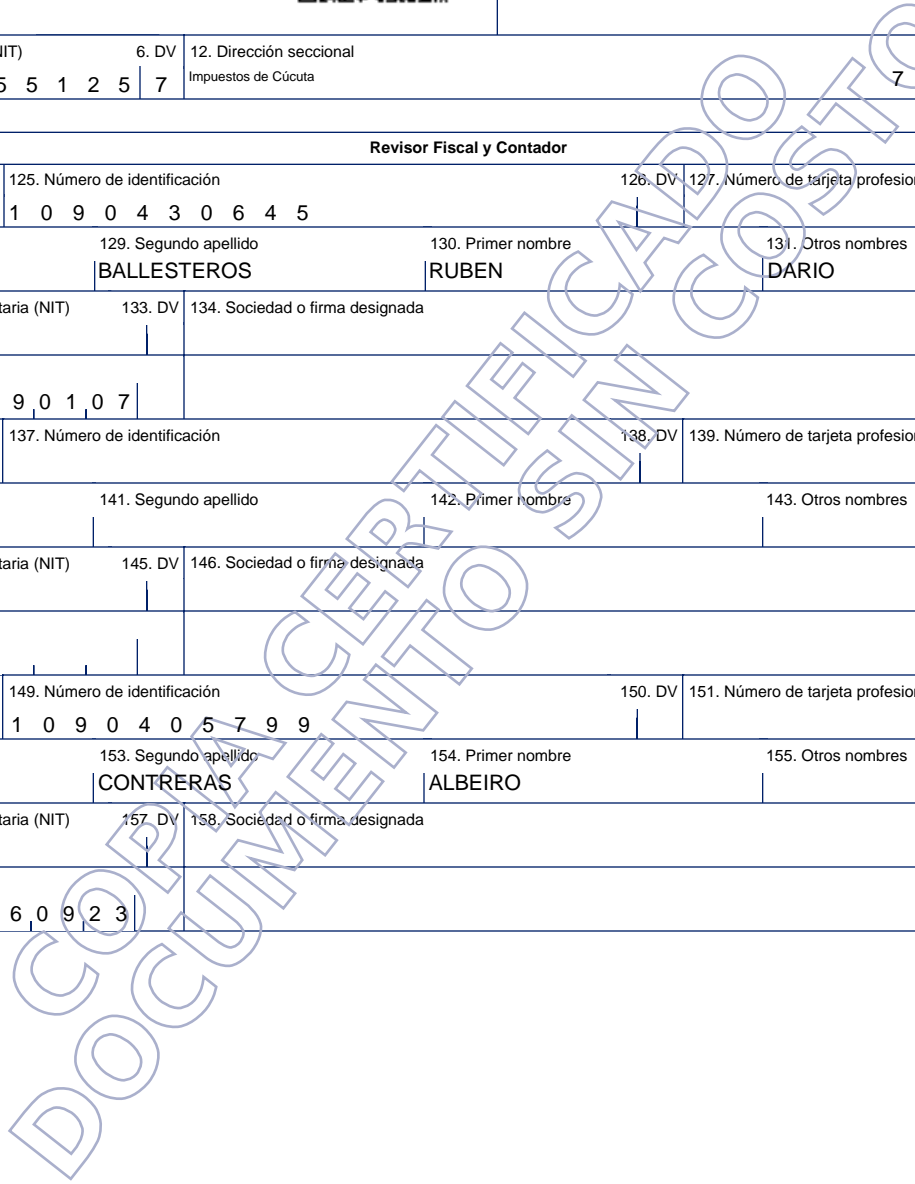 NIT) 6. DV 12. Dirección seccional
5 5 1 2 5 7 Impuestos de Cúcuta 7
Revisor Fiscal y Contador
125. Número de identificación 126. DV 127. Número de tarjeta profesion
1 0 9 0 4 3 0 6 4 5
129. Segundo apellido 130. Primer nombre 131. Otros nombres
BALLESTEROS RUBEN DARIO
taria (NIT) 133. DV 134. Sociedad o firma designada
9 0 1 0 7
137. Número de identificación 138. DV 139. Número de tarjeta profesion
141. Segundo apellido 142. Primer nombre 143. Otros nombres
taria (NIT) 145. DV 146. Sociedad o firma designada
149. Número de identificación 150. DV 151. Número de tarjeta profesion
1 0 9 0 4 0 5 7 9 9
153. Segundo apellido 154. Primer nombre 155. Otros nombres
CONTRERAS ALBEIRO
taria (NIT) 157. DV 158. Sociedad o firma designada
6 0 9 2 3
COPIA CERTIFICADO
DOCUMENTO SIN COSTO